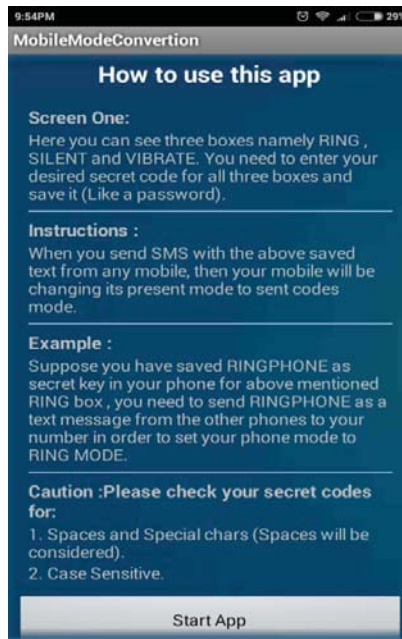 9:54PM 29%
MobileModeConvertion
How to use this app
Screen One:
Here you can see three boxes namely RING ,
SILENT and VIBRATE. You need to enter your
desired secret code for all three boxes and
save it (Like a password).
Instructions :
When you send SMS with the above saved
text from any mobile, then your mobile will be
changing its present mode to sent codes
mode.
Example :
Suppose you have saved RINGPHONE as
secret key in your phone for above mentioned
RING box , you need to send RINGPHONE as a
text message from the other phones to your
number in order to set your phone mode to
RING MODE.
Caution :Please check your secret codes
for:
1. Spaces and Special chars (Spaces will be
considered).
2. Case Sensitive.
Start App